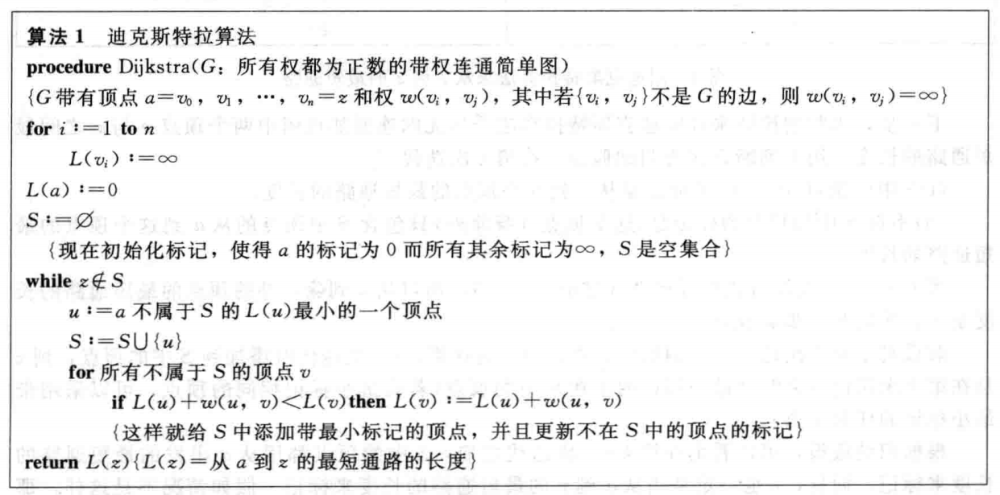 算法 1 迪克斯特拉算法
procedure Dijkstra(G：所有权都为正数的带权连通简单图)
{G 带有顶点 a=v₀，v₁，…，vₙ=z 和权 w(vᵢ，vⱼ)，其中若{vᵢ，vⱼ}不是 G 的边，则 w(vᵢ，vⱼ)=∞}
for i :=1 to n
L(vᵢ) :=∞
L(a) :=0
S :=∅
{现在初始化标记，使得 a 的标记为 0 而所有其余标记为∞，S 是空集合}
while z∉S
u :=a 不属于 S 的 L(u)最小的一个顶点
S :=S∪{u}
for 所有不属于 S 的顶点 v
if L(u)+w(u，v)<L(v)then L(v) :=L(u)+w(u，v)
{这样就给 S 中添加带最小标记的顶点，并且更新不在 S 中的顶点的标记}
return L(z){L(z)=从 a 到 z 的最短通路的长度}